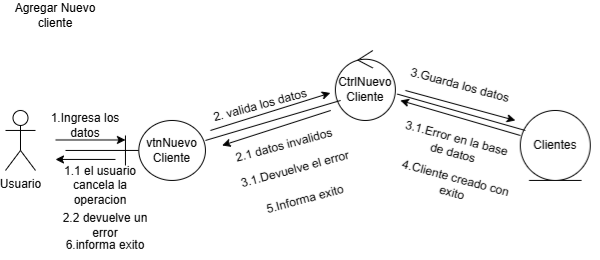 Agregar Nuevo
cliente
1.Ingresa los
datos
Usuario
1.1 el usuario
cancela la
operacion
2.2 devuelve un
error
6.informa exito
vtnNuevo
Cliente
2. valida los datos
2.1 datos invalidos
3.1.Devuelve el error
5.Informa exito
CtrlNuevo
Cliente
3.Guarda los datos
3.1.Error en la base
de datos
4.Cliente creado con
exito
Clientes